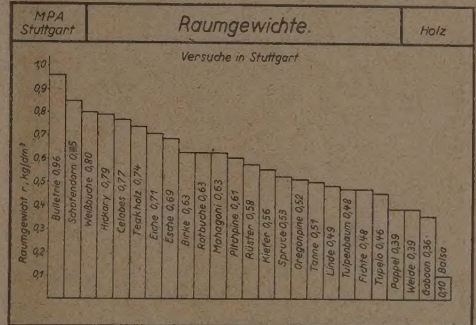 MPA
Stuttgart
Raumgewichte.
Holz
Versuche in Stuttgart
Raumgewicht r, kg/dm³
1,0
0,9
0,8
0,7
0,6
0,5
0,4
0,3
0,2
0,1
Bulletrie 0,96
Schotendorn 0,85
Weißbuche 0,80
Hickory 0,79
Celebes 0,77
Teakholz 0,74
Eiche 0,71
Esche 0,69
Birke 0,63
Rotbuche 0,63
Mahagoni 0,63
Pitchpine 0,61
Rüster 0,58
Kiefer 0,56
Spruce 0,53
Oregonpine 0,52
Tanne 0,51
Linde 0,49
Tulpenbaum 0,48
Fichte 0,48
Tupelo 0,46
Pappel 0,39
Weide 0,39
Baboon 0,36
0,10 Balsa